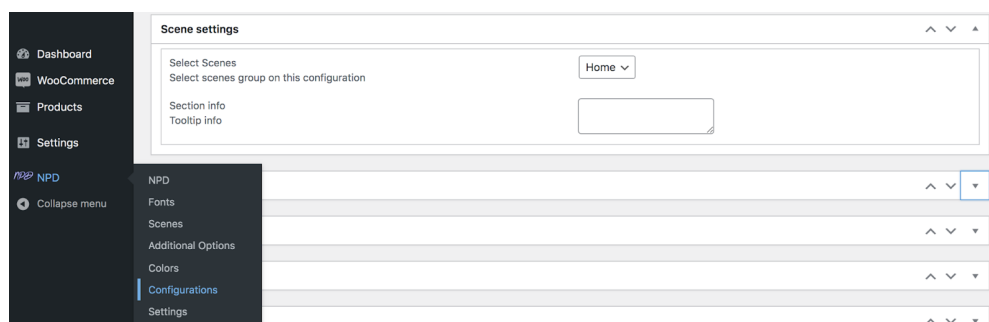 Scene settings
Dashboard
WooCommerce
Products
Settings
NPD NPD
Collapse menu
Select Scenes
Select scenes group on this configuration
Home
Section info
Tooltip info
NPD
Fonts
Scenes
Additional Options
Colors
Configurations
Settings